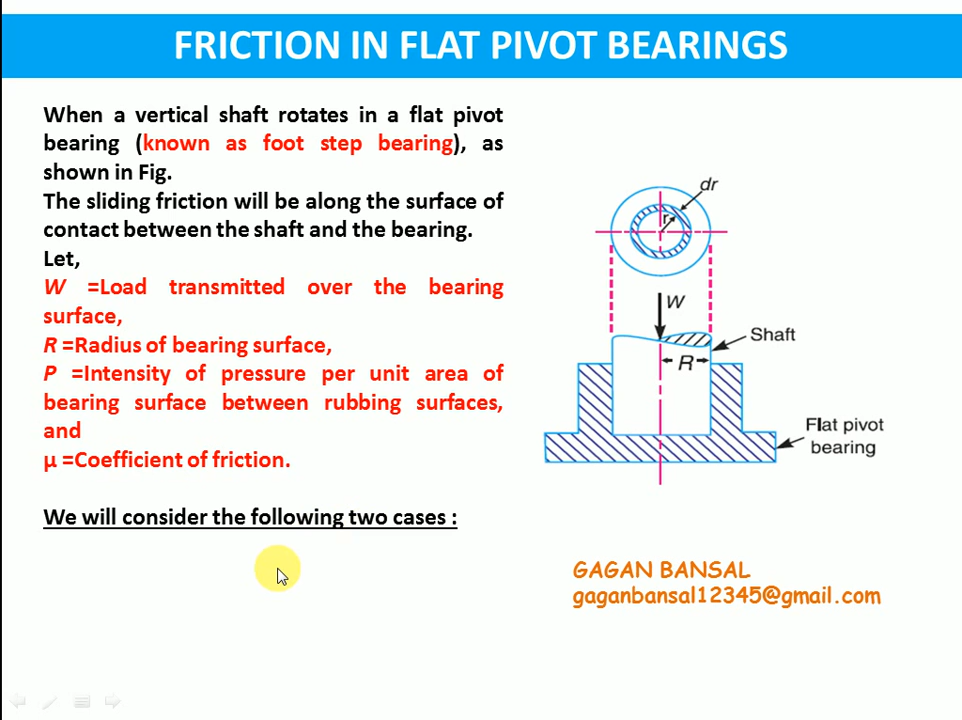 FRICTION IN FLAT PIVOT BEARINGS
When a vertical shaft rotates in a flat pivot
bearing (known as foot step bearing), as
shown in Fig.
The sliding friction will be along the surface of
contact between the shaft and the bearing.
Let,
W =Load transmitted over the bearing
surface,
R =Radius of bearing surface,
P =Intensity of pressure per unit area of
bearing surface between rubbing surfaces,
and
μ =Coefficient of friction.
We will consider the following two cases :
dr
r
W
Shaft
R
Flat pivot
bearing
GAGAN BANSAL
gaganbansal12345@gmail.com